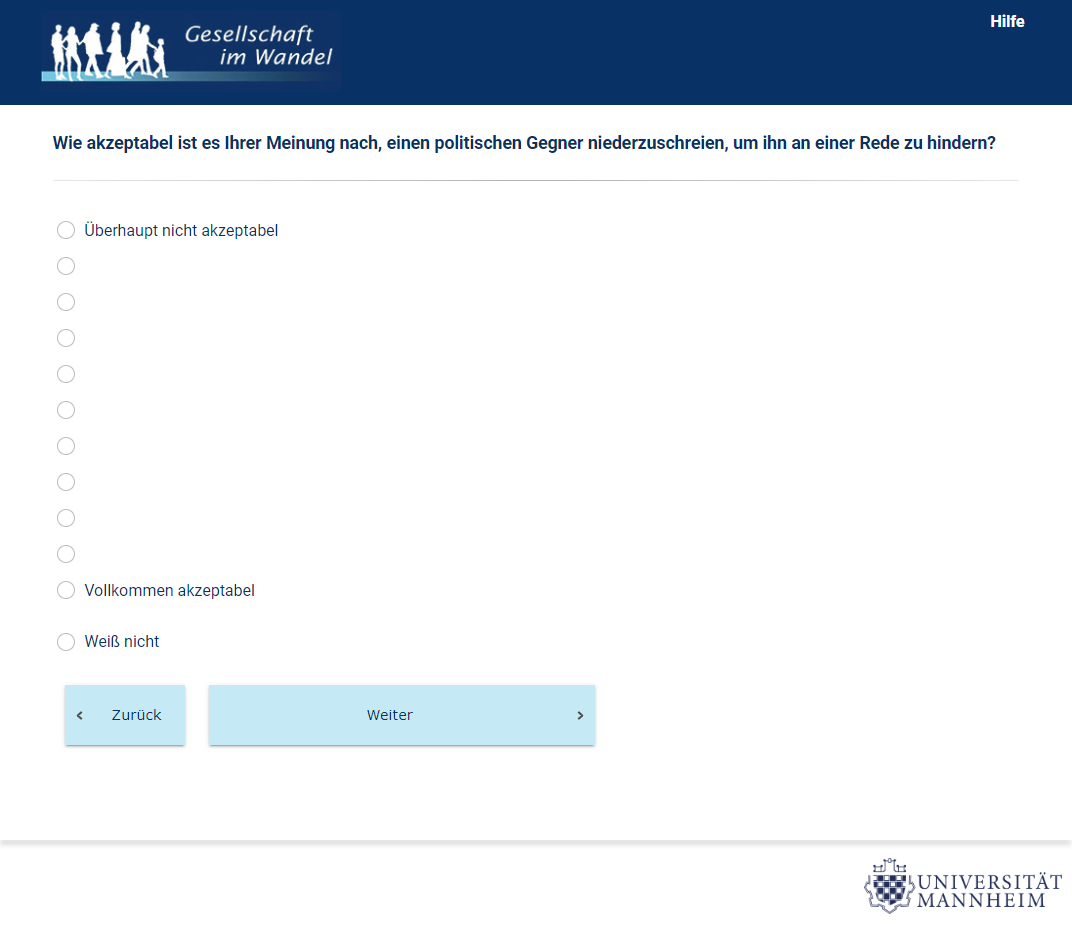 Gesellschaft
im Wandel
Hilfe
Wie akzeptabel ist es Ihrer Meinung nach, einen politischen Gegner niederzuschreien, um ihn an einer Rede zu hindern?
Überhaupt nicht akzeptabel
Vollkommen akzeptabel
Weiß nicht
Zurück
Weiter
UNIVERSITÄT
MANNHEIM